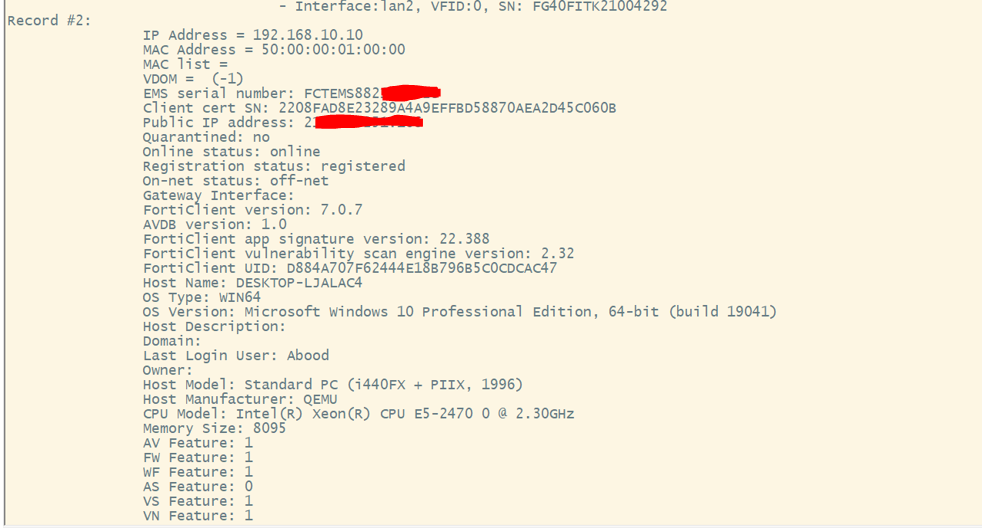 - Interface:lan2, VFID:0, SN: FG40FITK21004292
Record #2:
IP Address = 192.168.10.10
MAC Address = 50:00:00:01:00:00
MAC list =
VDOM = (-1)
EMS serial number: FCTEMS882
Client cert SN: 2208FAD8E23289A4A9EFFBD58870AEA2D45C060B
Public IP address: 2
Quarantined: no
Online status: online
Registration status: registered
On-net status: off-net
Gateway Interface:
FortiClient version: 7.0.7
AVDB version: 1.0
FortiClient app signature version: 22.388
FortiClient vulnerability scan engine version: 2.32
FortiClient UID: D884A707F62444E18B796B5C0CDCAC47
Host Name: DESKTOP-LJALAC4
OS Type: WIN64
OS Version: Microsoft Windows 10 Professional Edition, 64-bit (build 19041)
Host Description:
Domain:
Last Login User: Abood
Owner:
Host Model: Standard PC (i440FX + PIIX, 1996)
Host Manufacturer: QEMU
CPU Model: Intel(R) Xeon(R) CPU E5-2470 0 @ 2.30GHz
Memory Size: 8095
AV Feature: 1
FW Feature: 1
WF Feature: 1
AS Feature: 0
VS Feature: 1
VN Feature: 1